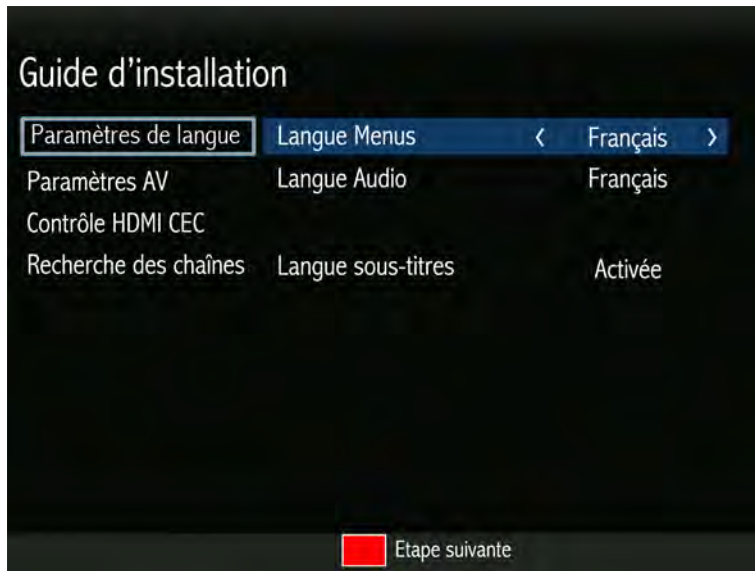 Guide d'installation
Paramètres de langue Langue Menus < Français >
Paramètres AV Langue Audio Français
Contrôle HDMI CEC
Recherche des chaînes Langue sous-titres Activée
Etape suivante